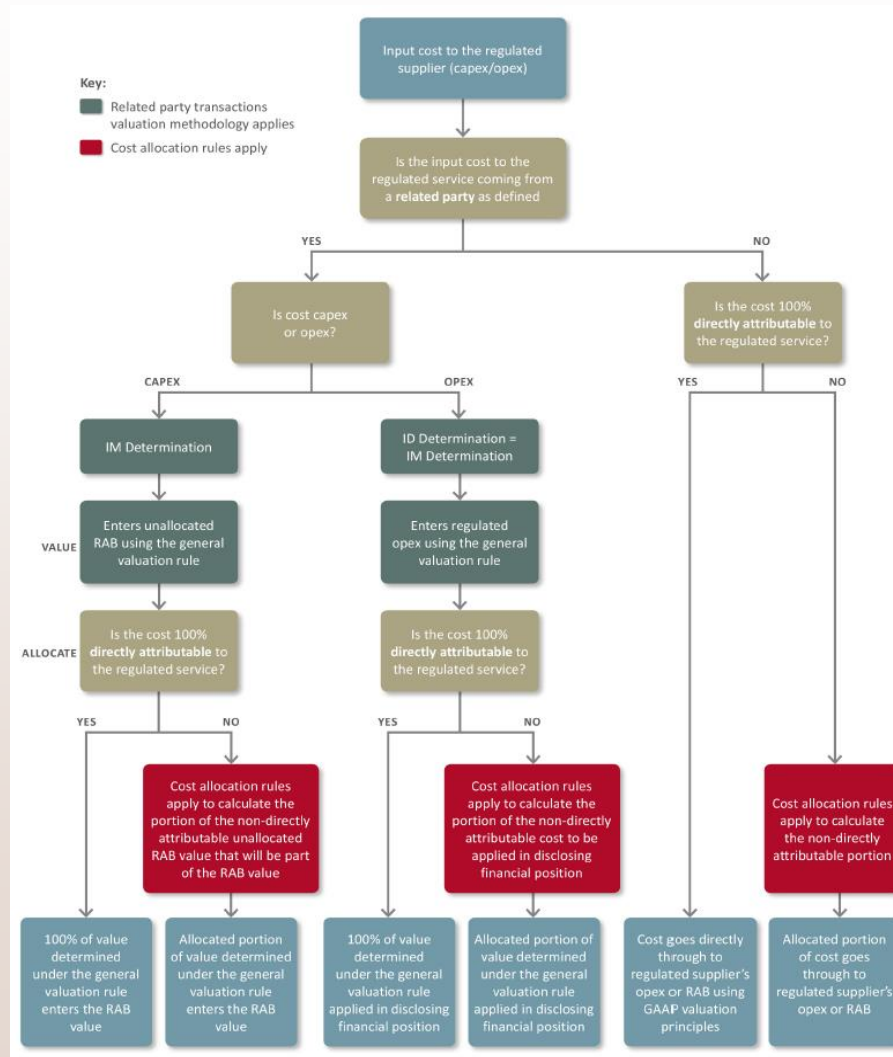 Input cost to the regulated
supplier (capex/opex)
Key:
Related party transactions
valuation methodology applies
Cost allocation rules apply
Is the input cost to the
regulated service coming from
a related party as defined
YES
NO
Is cost capex
or opex?
Is the cost 100%
directly attributable to
the regulated service?
CAPEX
OPEX
YES
NO
IM Determination
ID Determination =
IM Determination
VALUE
Enters unallocated
RAB using the general
valuation rule
Enters regulated
opex using the general
valuation rule
ALLOCATE
Is the cost 100%
directly attributable to
the regulated service?
Is the cost 100%
directly attributable to
the regulated service?
YES
NO
YES
NO
Cost allocation rules
apply to calculate the
portion of the non-directly
attributable unallocated
RAB value that will be part
of the RAB value
Cost allocation rules
apply to calculate the
portion of the non-directly
attributable cost to be
applied in disclosing
financial position
Cost allocation rules
apply to calculate
the non-directly
attributable portion
100% of value
determined
under the general
valuation rule
enters the RAB
value
Allocated portion
of value determined
under the general
valuation rule
enters the RAB
value
100% of value
determined
under the general
valuation rule
applied in disclosing
financial position
Allocated portion of
value determined
under the general
valuation rule
applied in disclosing
financial position
Cost goes directly
through to
regulated supplier's
opex or RAB using
GAAP valuation
principles
Allocated portion
of cost goes
through to
regulated supplier's
opex or RAB